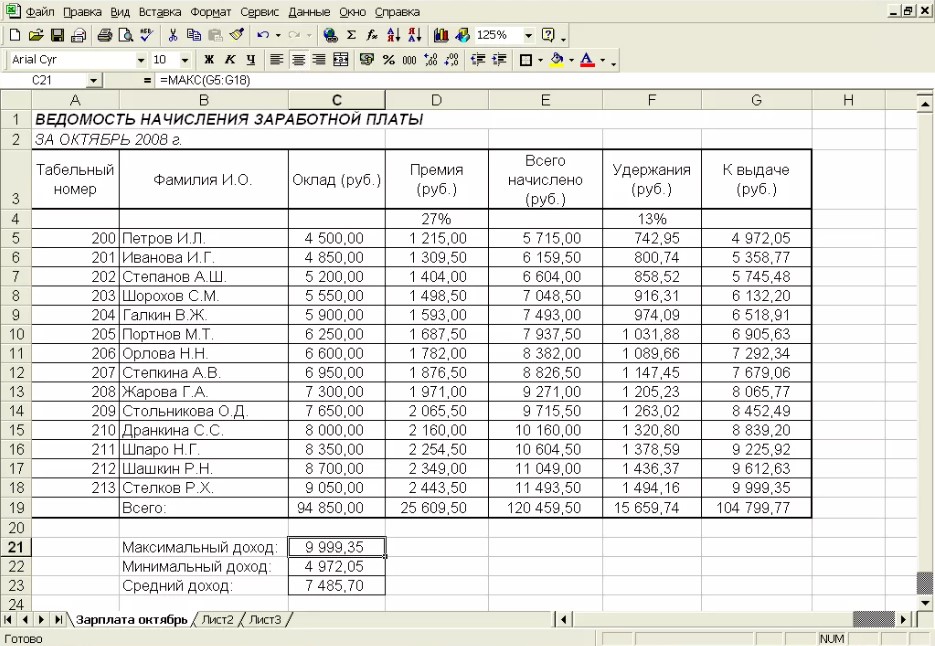 Файл Правка Вид Вставка Формат Сервис Данные Окно Справка
125%
Arial Cyr 10 Ж К Ч % 000
C21 = =МАКС(G5:G18)
A B C D E F G H
1 ВЕДОМОСТЬ НАЧИСЛЕНИЯ ЗАРАБОТНОЙ ПЛАТЫ
2 ЗА ОКТЯБРЬ 2008 г.
3 Табельный номер Фамилия И.О. Оклад (руб.) Премия (руб.) Всего начислено (руб.) Удержания (руб.) К выдаче (руб.)
4 27% 13%
5 200 Петров И.Л. 4 500,00 1 215,00 5 715,00 742,95 4 972,05
6 201 Иванова И.Г. 4 850,00 1 309,50 6 159,50 800,74 5 358,77
7 202 Степанов А.Ш. 5 200,00 1 404,00 6 604,00 858,52 5 745,48
8 203 Шорохов С.М. 5 550,00 1 498,50 7 048,50 916,31 6 132,20
9 204 Галкин В.Ж. 5 900,00 1 593,00 7 493,00 974,09 6 518,91
10 205 Портнов М.Т. 6 250,00 1 687,50 7 937,50 1 031,88 6 905,63
11 206 Орлова Н.Н. 6 600,00 1 782,00 8 382,00 1 089,66 7 292,34
12 207 Степкина А.В. 6 950,00 1 876,50 8 826,50 1 147,45 7 679,06
13 208 Жарова Г.А. 7 300,00 1 971,00 9 271,00 1 205,23 8 065,77
14 209 Стольникова О.Д. 7 650,00 2 065,50 9 715,50 1 263,02 8 452,49
15 210 Дранкина С.С. 8 000,00 2 160,00 10 160,00 1 320,80 8 839,20
16 211 Шпаро Н.Г. 8 350,00 2 254,50 10 604,50 1 378,59 9 225,92
17 212 Шашкин Р.Н. 8 700,00 2 349,00 11 049,00 1 436,37 9 612,63
18 213 Стелков Р.Х. 9 050,00 2 443,50 11 493,50 1 494,16 9 999,35
19 Всего: 94 850,00 25 609,50 120 459,50 15 659,74 104 799,77
20
21 Максимальный доход: 9 999,35
22 Минимальный доход: 4 972,05
23 Средний доход: 7 485,70
24
Зарплата октябрь Лист2 Лист3
Готово NUM